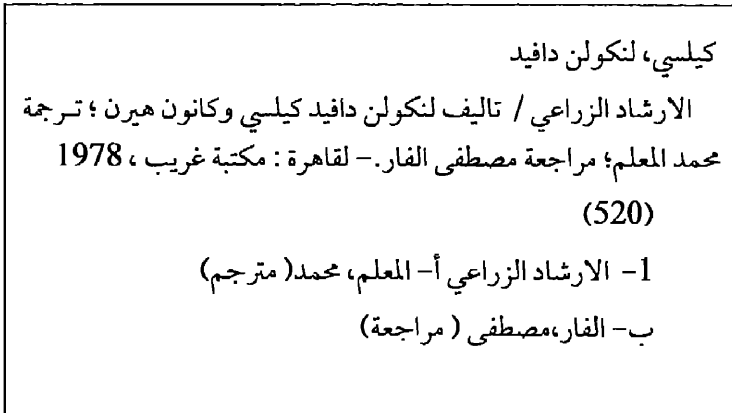 كيلسي، لنكولن دافيد
الارشاد الزراعي / تاليف لنكولن دافيد كيلسي وكانون هيرن ؛ ترجمة
محمد المعلم؛ مراجعة مصطفى الفار.– لقاهرة : مكتبة غريب ، 1978
(520)
1– الارشاد الزراعي أ– المعلم، محمد( مترجم)
ب– الفار،مصطفى ( مراجعة)